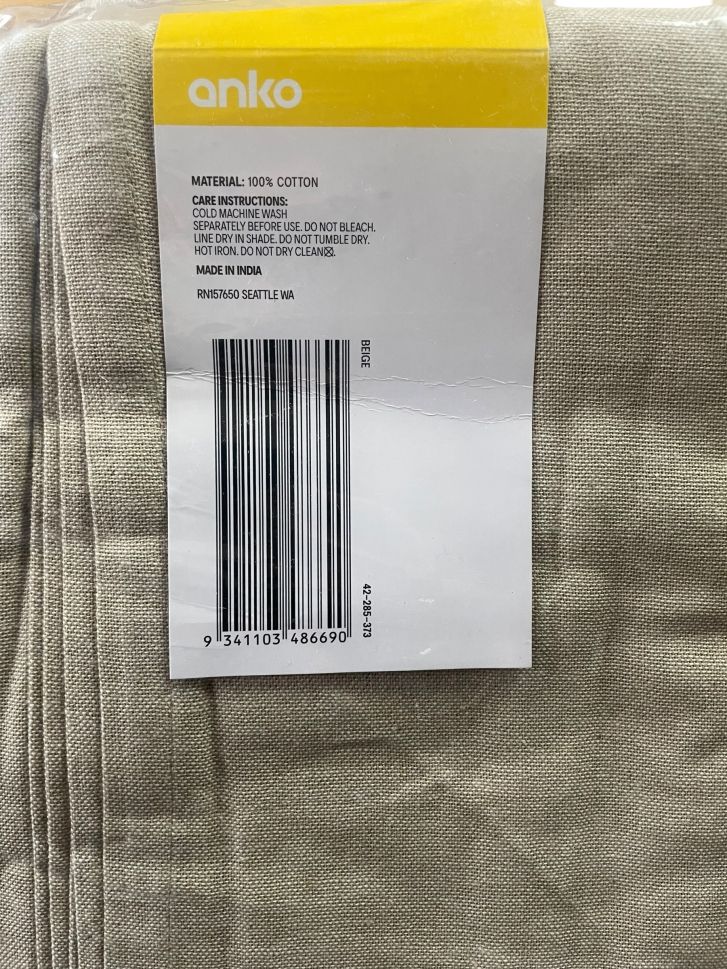 anko
MATERIAL: 100% COTTON
CARE INSTRUCTIONS:
COLD MACHINE WASH
SEPARATELY BEFORE USE. DO NOT BLEACH.
LINE DRY IN SHADE. DO NOT TUMBLE DRY.
HOT IRON. DO NOT DRY CLEAN☒.
MADE IN INDIA
RN157650 SEATTLE WA
BEIGE
42-285-373
9 341103 486690